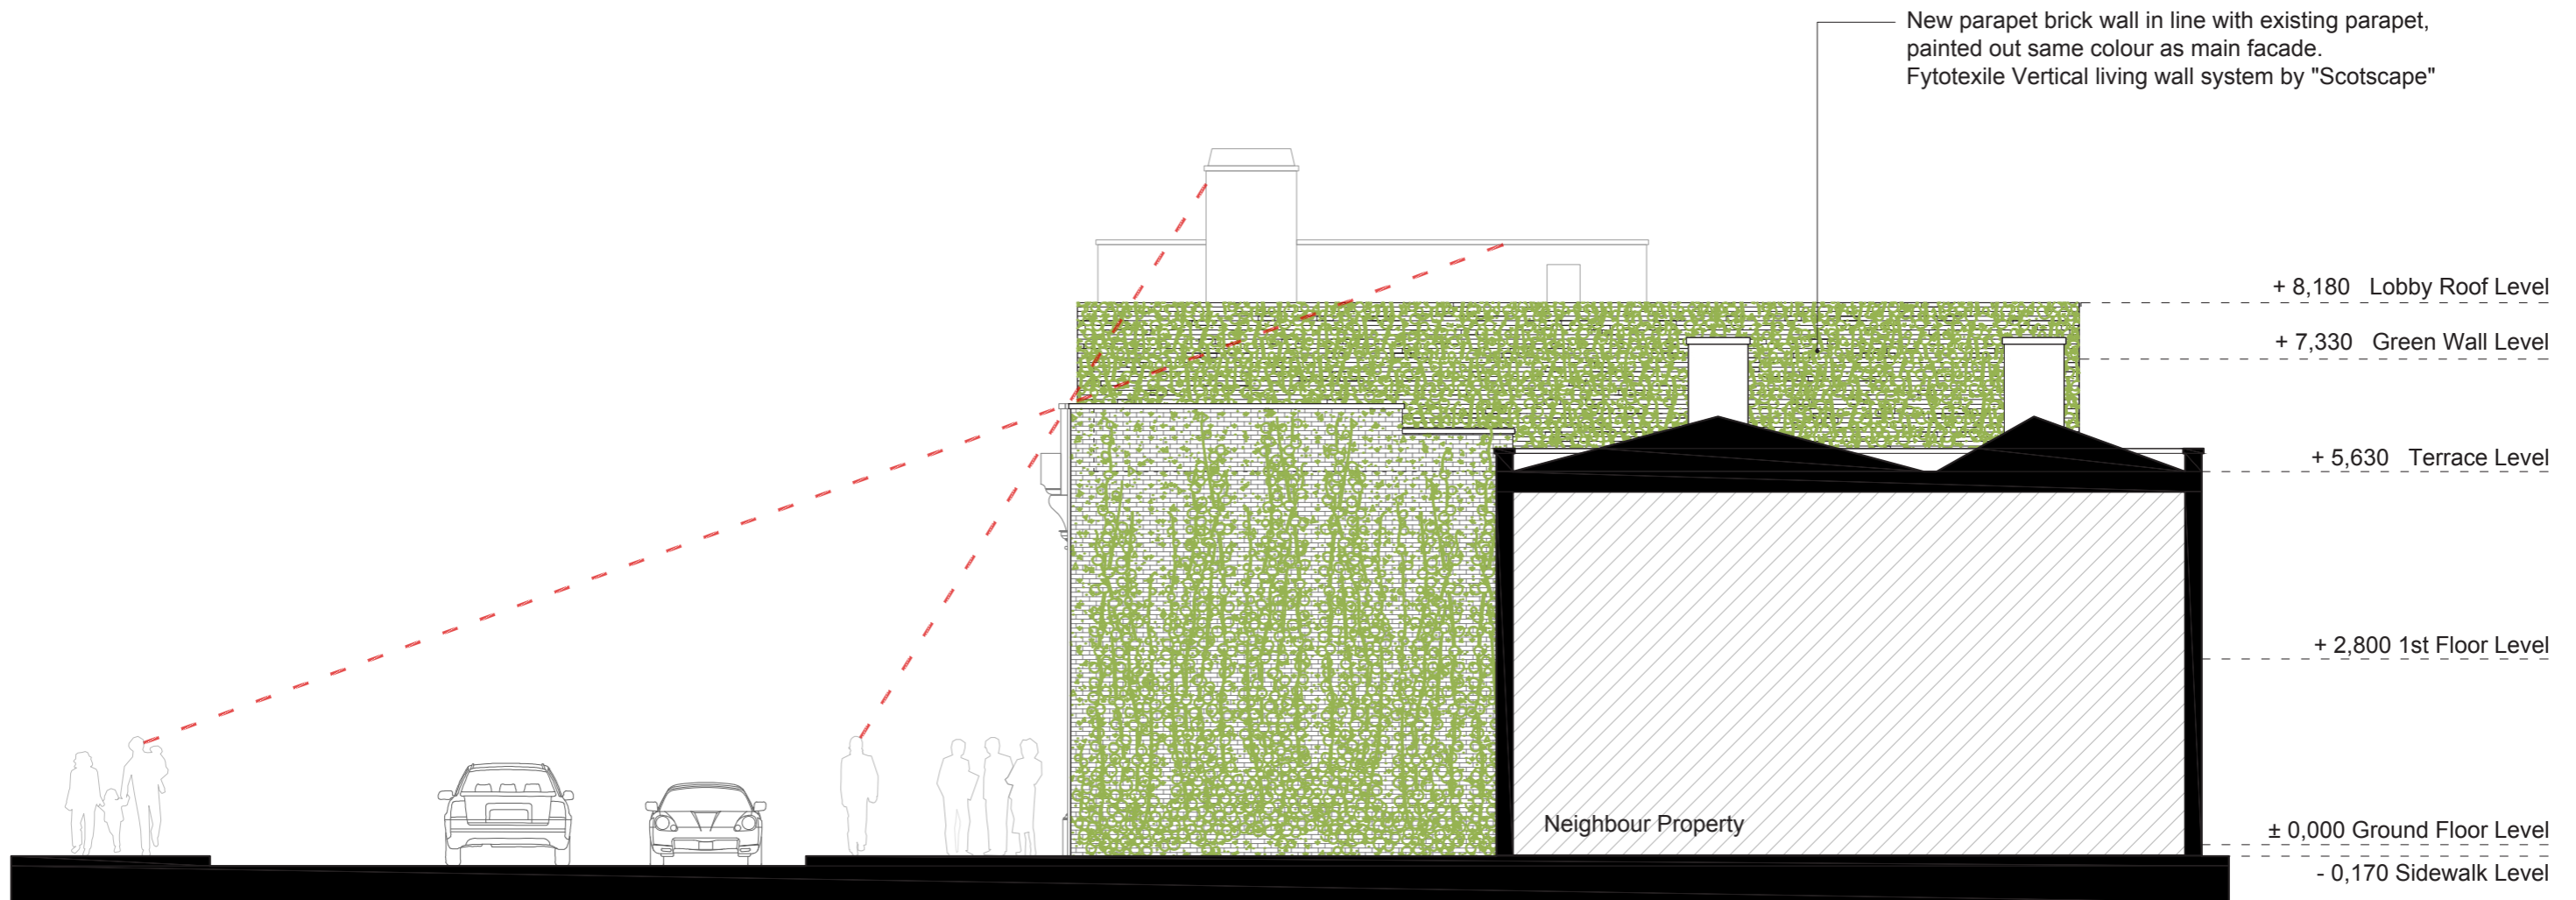 New parapet brick wall in line with existing parapet,
painted out same colour as main facade.
Fytotexile Vertical living wall system by "Scotscape"
+ 8,180 Lobby Roof Level
+ 7,330 Green Wall Level
+ 5,630 Terrace Level
+ 2,800 1st Floor Level
Neighbour Property
± 0,000 Ground Floor Level
- 0,170 Sidewalk Level